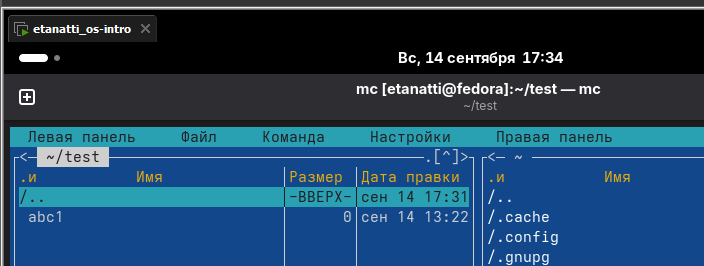 etanatti_os-intro
Вс, 14 сентября 17:34
mc [etanatti@fedora]:~/test — mc
~/test
Левая панель Файл Команда Настройки Правая панель
<— ~/test .[^]> <— ~
.и Имя Размер Дата правки .и Имя
/.. -ВВЕРХ- сен 14 17:31 /..
abc1 0 сен 14 13:22 /.cache
/.config
/.gnupg